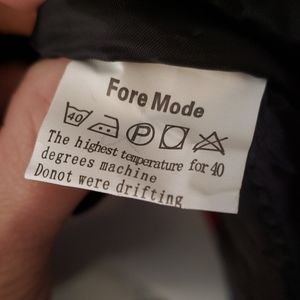 Fore Mode
40 P
The highest temperature for 40
degrees machine
Donot were drifting